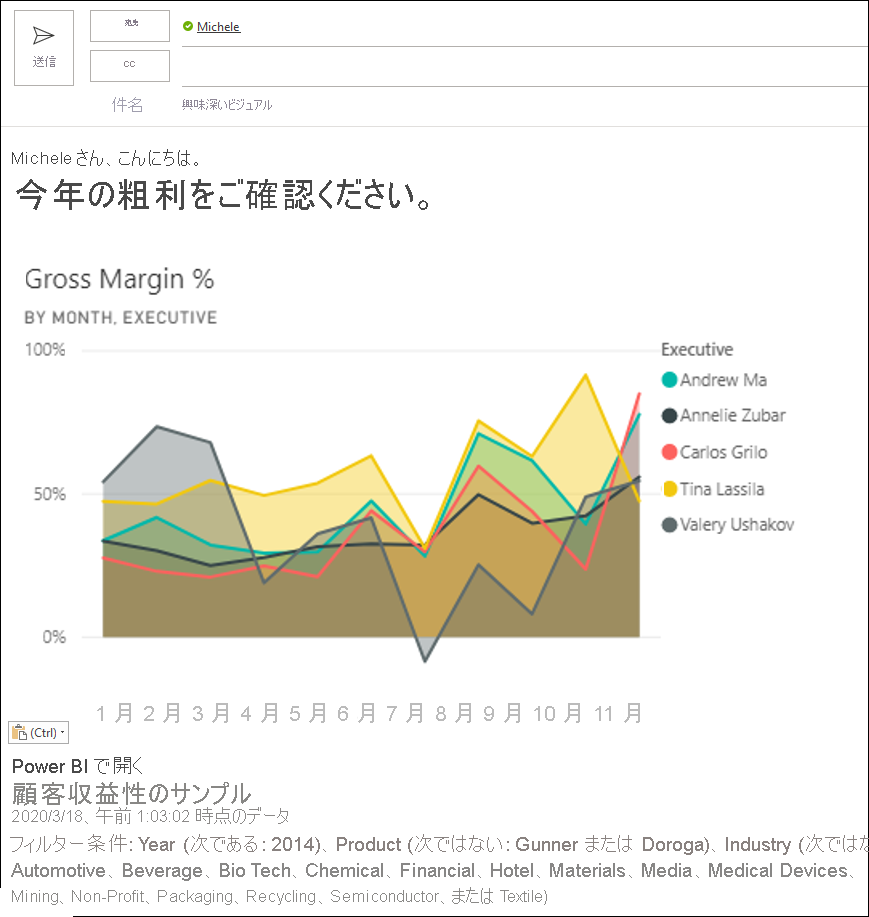 送信
宛先
CC
Michele
件名
興味深いビジュアル
Michele さん、こんにちは。
今年の粗利をご確認ください。
Gross Margin %
BY MONTH, EXECUTIVE
100%
50%
0%
Executive
Andrew Ma
Annelie Zubar
Carlos Grilo
Tina Lassila
Valery Ushakov
1 月 2 月 3 月 4 月 5 月 6 月 7 月 8 月 9 月 10 月 11 月
(Ctrl)
Power BI で開く
顧客収益性のサンプル
2020/3/18、午前 1:03:02 時点のデータ
フィルター条件: Year (次である: 2014)、Product (次ではない: Gunner または Doroga)、Industry (次ではな
Automotive、Beverage、Bio Tech、Chemical、Financial、Hotel、Materials、Media、Medical Devices、
Mining、Non-Profit、Packaging、Recycling、Semiconductor、または Textile)